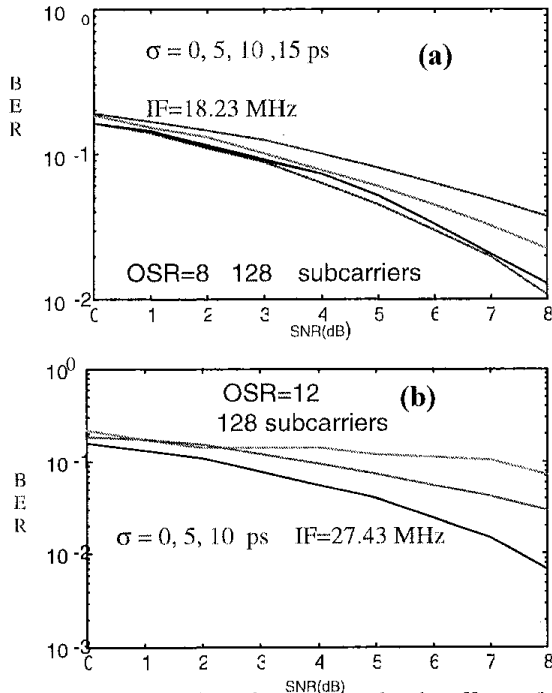 10 0
σ = 0, 5, 10 ,15 ps
(a)
B
E
R
IF=18.23 MHz
10 -1
OSR=8 128 subcarriers
10 -2
0 1 2 3 4 5 6 7 8
SNR(dB)
10 0
OSR=12
(b)
128 subcarriers
10 -1
B
E
R
σ = 0, 5, 10 ps IF=27.43 MHz
10 -2
10 -3
0 1 2 3 4 5 6 7 8
SNR(dB)